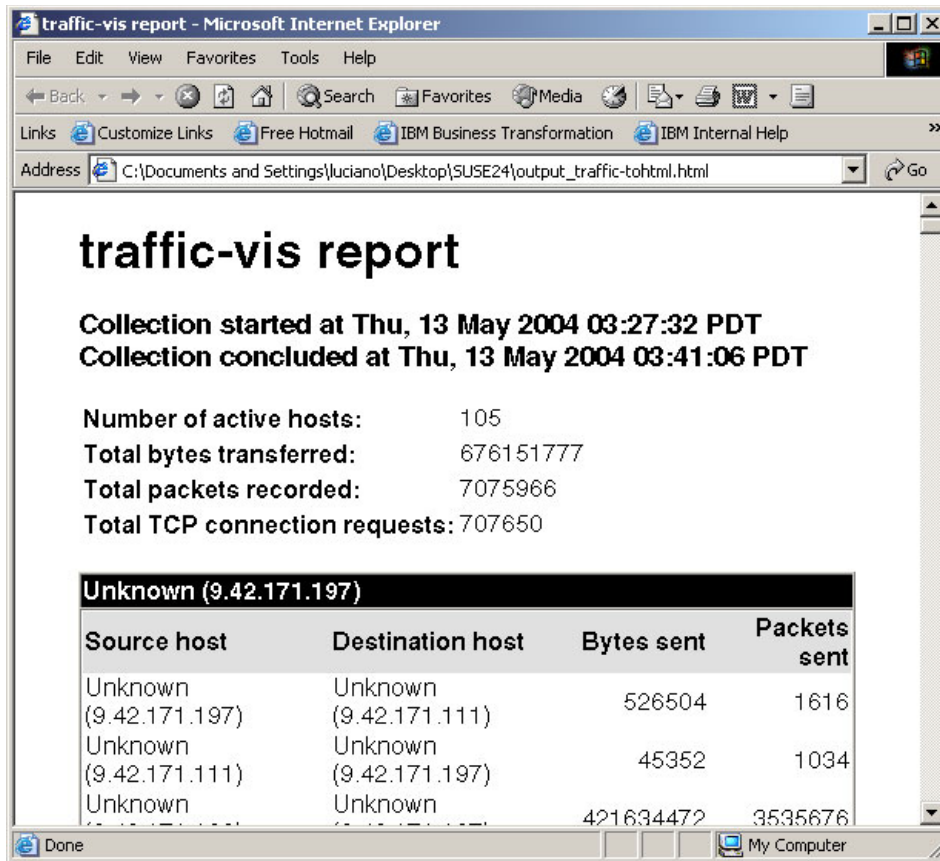 traffic-vis report - Microsoft Internet Explorer
File Edit View Favorites Tools Help
Back Search Favorites Media
Links Customize Links Free Hotmail IBM Business Transformation IBM Internal Help »
Address C:\Documents and Settings\luciano\Desktop\SUSE24\output_traffic-tohtml.html Go
traffic-vis report
Collection started at Thu, 13 May 2004 03:27:32 PDT
Collection concluded at Thu, 13 May 2004 03:41:06 PDT
Number of active hosts: 105
Total bytes transferred: 676151777
Total packets recorded: 7075966
Total TCP connection requests: 707650
Unknown (9.42.171.197)
Source host Destination host Bytes sent Packets sent
Unknown (9.42.171.197) Unknown (9.42.171.111) 526504 1616
Unknown (9.42.171.111) Unknown (9.42.171.197) 45352 1034
Unknown Unknown 421634472 3535676
Done My Computer